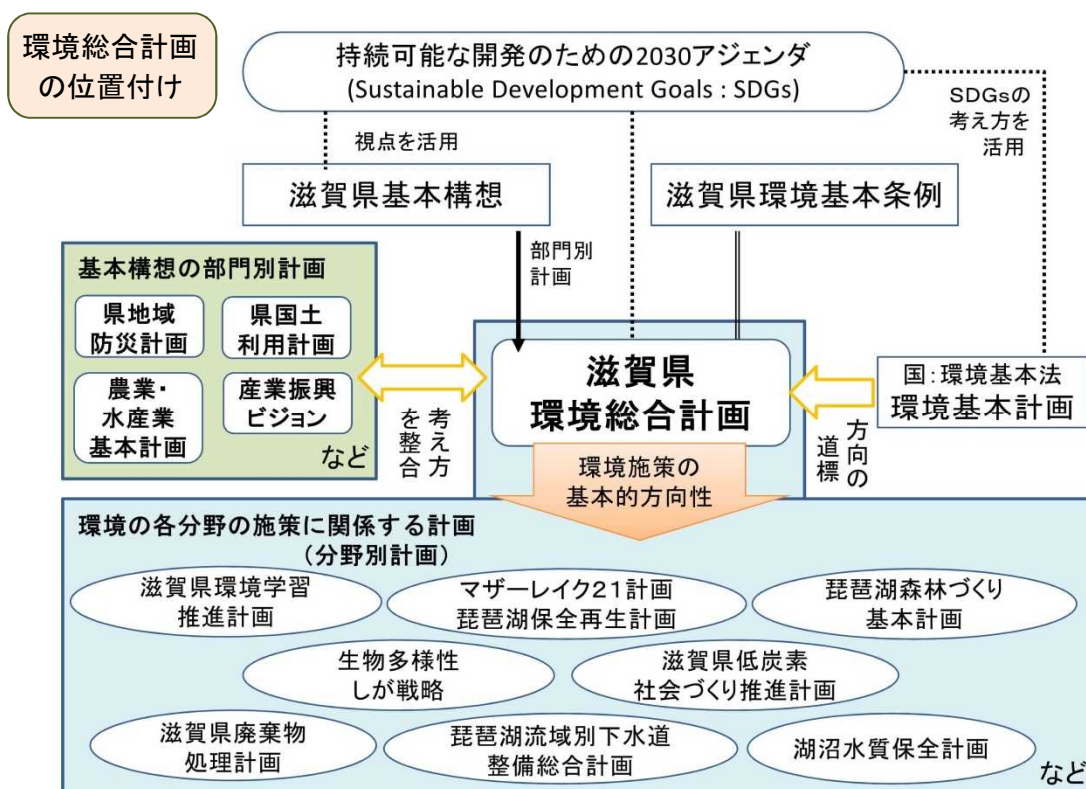 環境総合計画
の位置付け
持続可能な開発のための2030アジェンダ
(Sustainable Development Goals : SDGs)
視点を活用
SDGsの
考え方を
活用
滋賀県基本構想
滋賀県環境基本条例
部門別
計画
基本構想の部門別計画
県地域
防災計画
県国土
利用計画
農業・
水産業
基本計画
産業振興
ビジョン
など
考え方
を整合
滋賀県
環境総合計画
国:環境基本法
環境基本計画
方向の
道標
環境施策の
基本的方向性
環境の各分野の施策に関係する計画
(分野別計画)
滋賀県環境学習
推進計画
マザーレイク21計画
琵琶湖保全再生計画
琵琶湖森林づくり
基本計画
生物多様性
しが戦略
滋賀県低炭素
社会づくり推進計画
滋賀県廃棄物
処理計画
琵琶湖流域別下水道
整備総合計画
湖沼水質保全計画
など